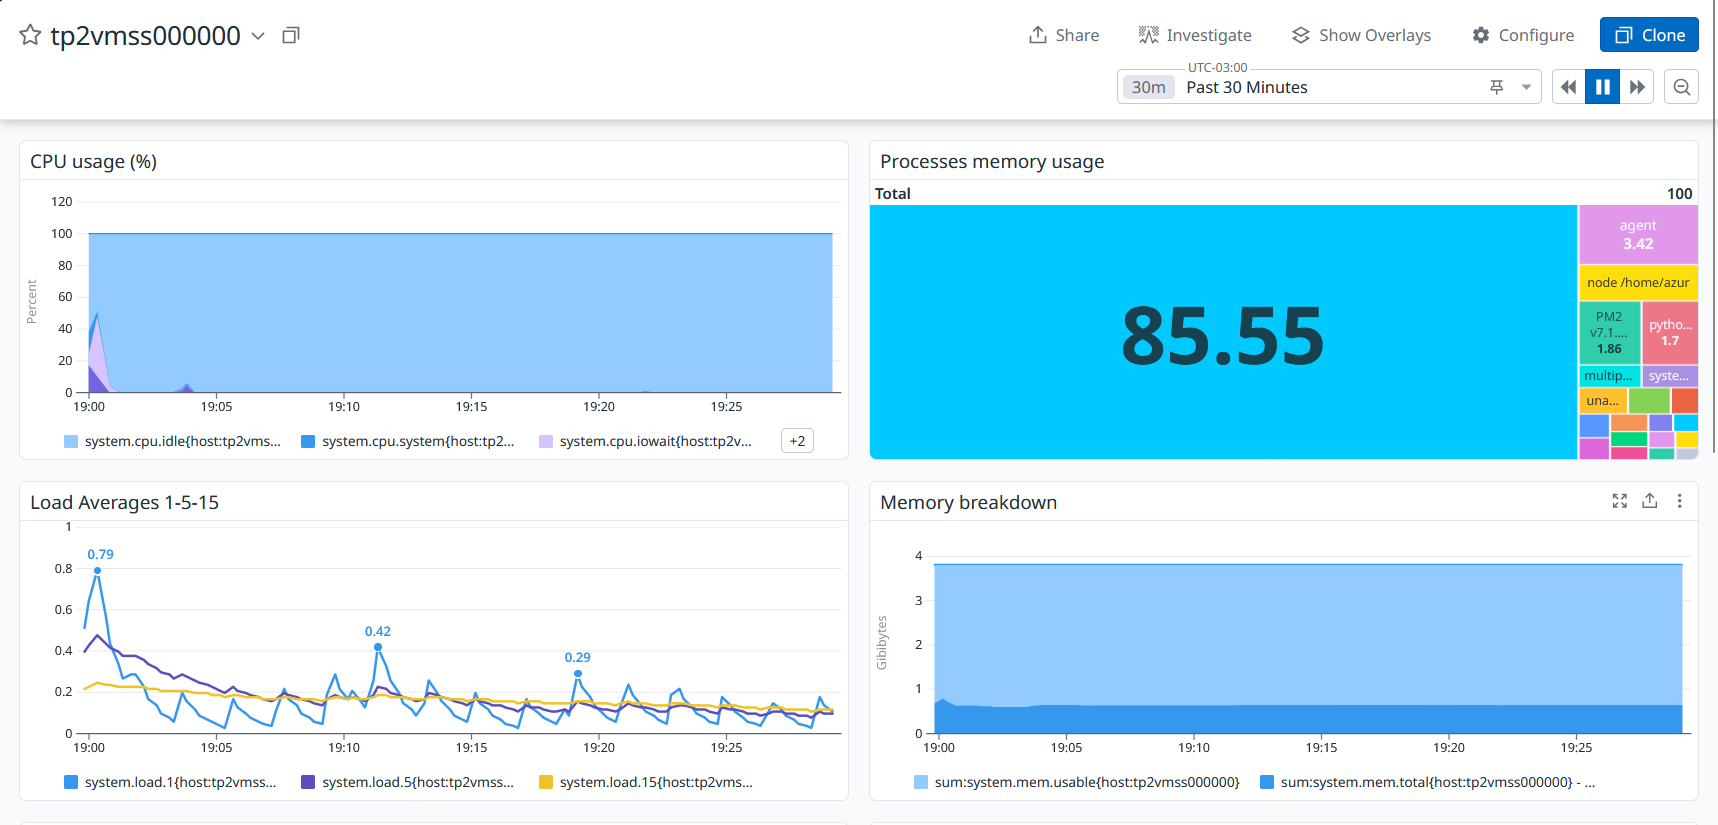 tp2vmss000000
Share
Investigate
Show Overlays
Configure
Clone
UTC-03:00
30m Past 30 Minutes
CPU usage (%)
Percent
120
100
80
60
40
20
0
19:00 19:05 19:10 19:15 19:20 19:25
system.cpu.idle{host:tp2vms... system.cpu.system{host:tp2... system.cpu.iowait{host:tp2v... +2
Processes memory usage
Total 100
85.55
agent
3.42
node /home/azur
PM2
v7.1....
1.86
pytho...
1.7
multip...
syste...
una...
Load Averages 1-5-15
1
0.8
0.6
0.4
0.2
0
0.79
0.42
0.29
19:00 19:05 19:10 19:15 19:20 19:25
system.load.1{host:tp2vmss... system.load.5{host:tp2vmss... system.load.15{host:tp2vms...
Memory breakdown
Gibibytes
4
3
2
1
0
19:00 19:05 19:10 19:15 19:20 19:25
sum:system.mem.usable{host:tp2vmss000000} sum:system.mem.total{host:tp2vmss000000} - ...